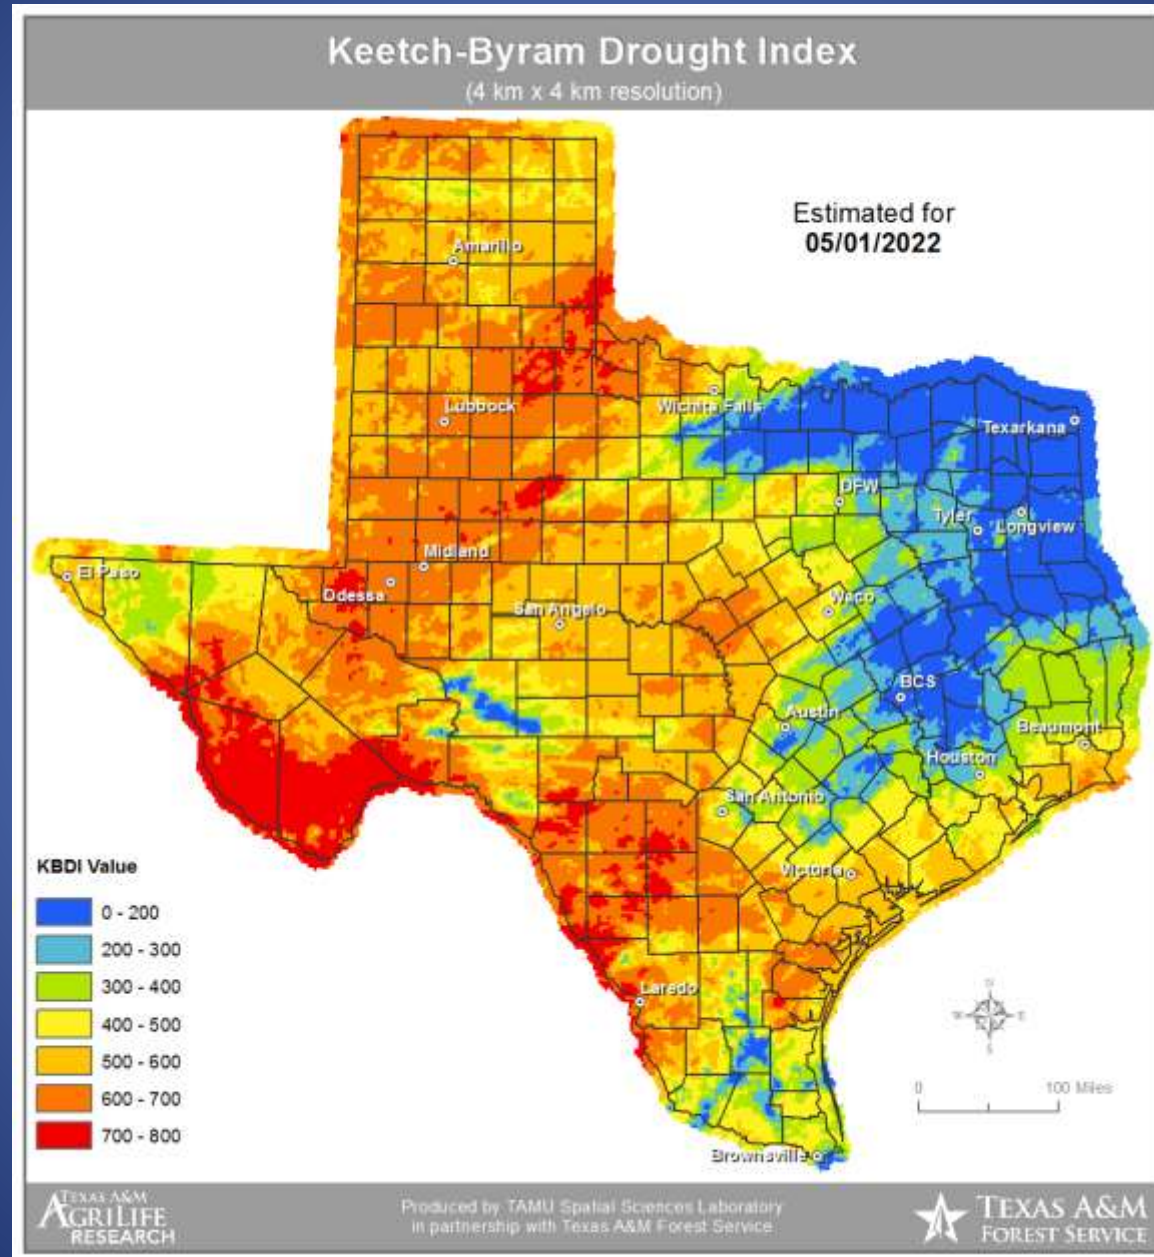 Keetch-Byram Drought Index
(4 km x 4 km resolution)
Estimated for
05/01/2022
Amarillo
Lubbock
Wichita Falls
Texarkana
DFW
Tyler
Longview
Midland
El Paso
Odessa
San Angelo
Waco
BCS
Austin
Beaumont
Houston
San Antonio
Victoria
Laredo
Brownsville
KBDI Value
0 - 200
200 - 300
300 - 400
400 - 500
500 - 600
600 - 700
700 - 800
N
W E
S
0 100 Miles
TEXAS A&M
AGRILIFE
RESEARCH
Produced by TAMU Spatial Sciences Laboratory
in partnership with Texas A&M Forest Service
TEXAS A&M
FOREST SERVICE